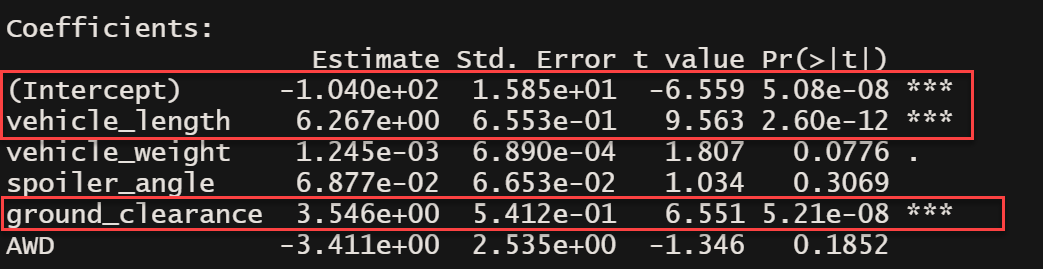 Coefficients:
Estimate Std. Error t value Pr(>|t|)
(Intercept) -1.040e+02 1.585e+01 -6.559 5.08e-08 ***
vehicle_length 6.267e+00 6.553e-01 9.563 2.60e-12 ***
vehicle_weight 1.245e-03 6.890e-04 1.807 0.0776 .
spoiler_angle 6.877e-02 6.653e-02 1.034 0.3069
ground_clearance 3.546e+00 5.412e-01 6.551 5.21e-08 ***
AWD -3.411e+00 2.535e+00 -1.346 0.1852